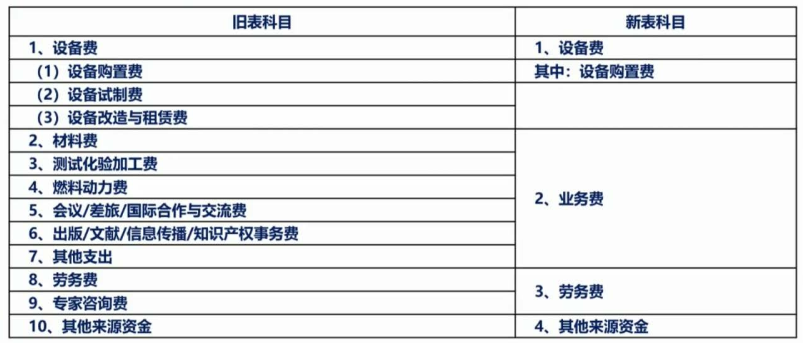 旧表科目 新表科目
1、设备费 1、设备费
（1）设备购置费 其中：设备购置费
（2）设备试制费
（3）设备改造与租赁费
2、材料费
3、测试化验加工费
4、燃料动力费
2、业务费
5、会议/差旅/国际合作与交流费
6、出版/文献/信息传播/知识产权事务费
7、其他支出
8、劳务费
3、劳务费
9、专家咨询费
10、其他来源资金 4、其他来源资金